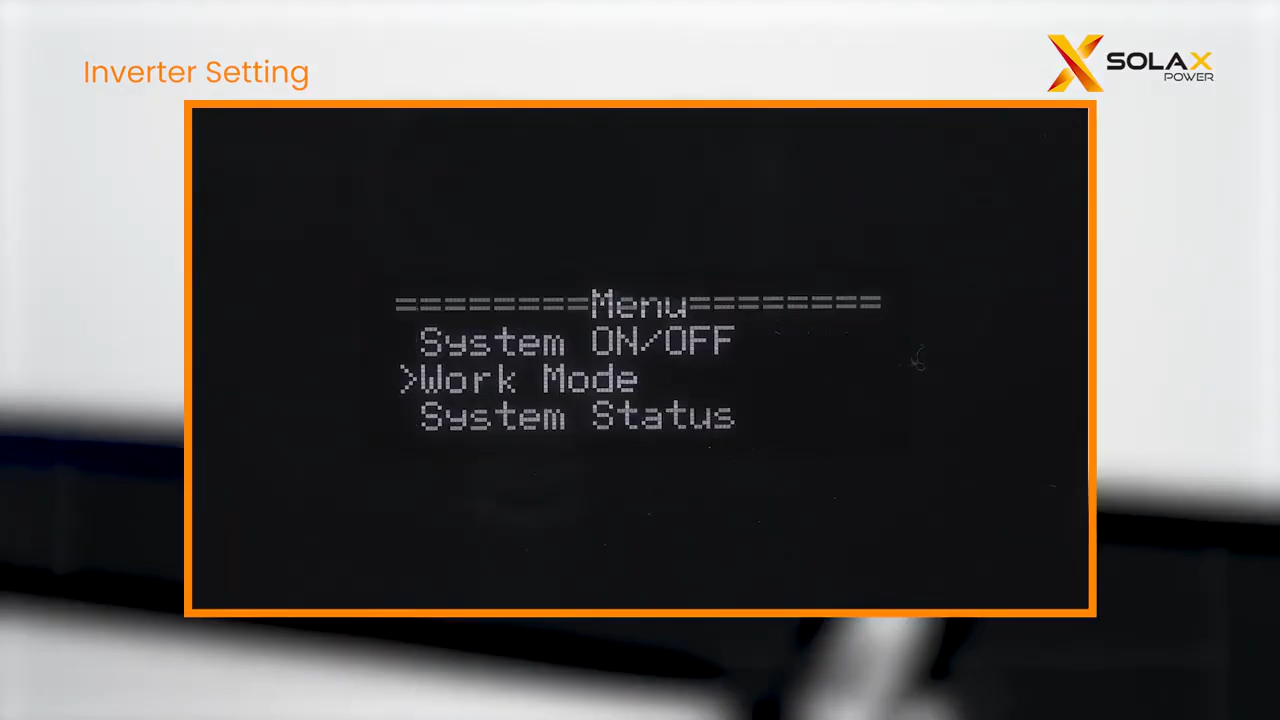 Inverter Setting
SOLAX
POWER
========Menu========
System ON/OFF
>Work Mode
System Status